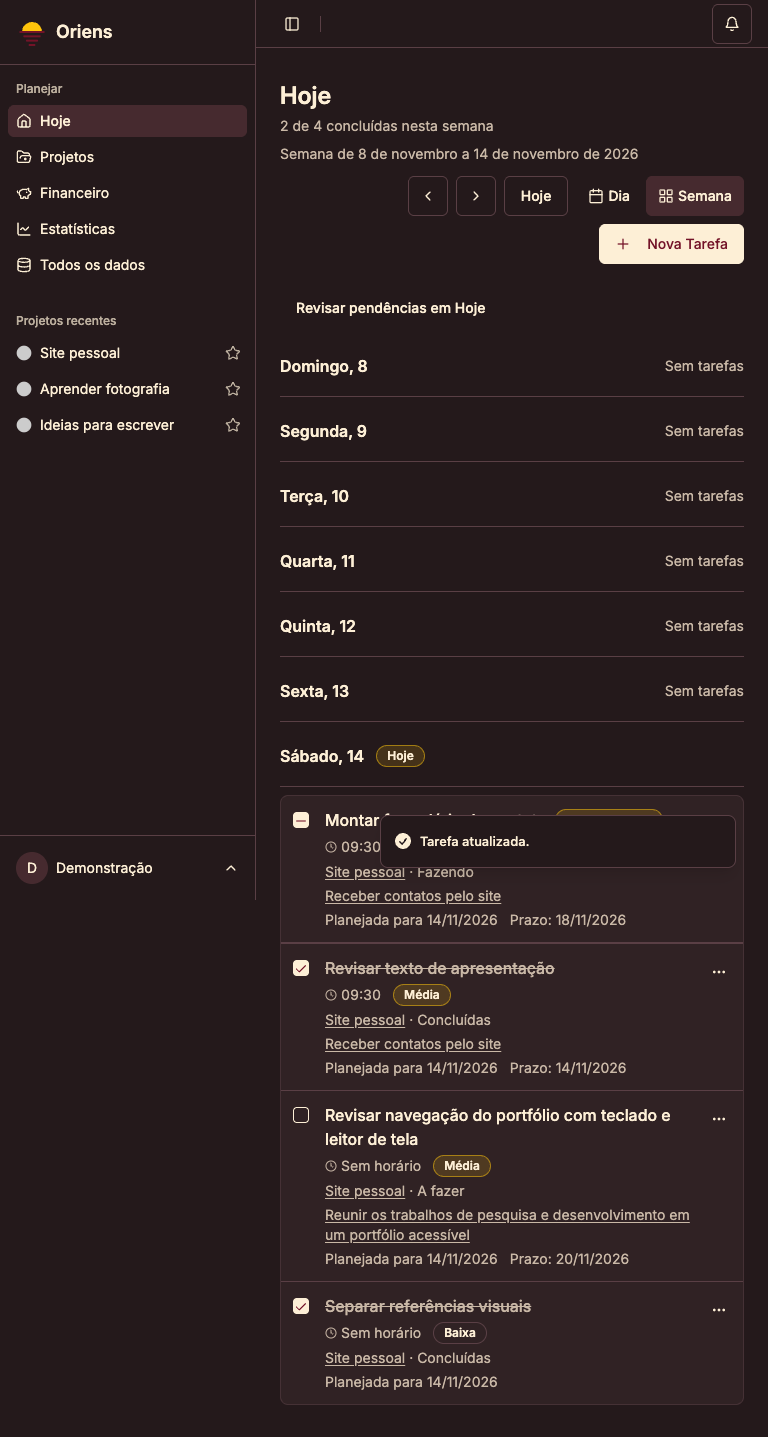 Oriens
Planejar
Hoje
Projetos
Financeiro
Estatísticas
Todos os dados
Projetos recentes
Site pessoal
Aprender fotografia
Ideias para escrever
D Demonstração
Hoje
2 de 4 concluídas nesta semana
Semana de 8 de novembro a 14 de novembro de 2026
Hoje Dia Semana
Nova Tarefa
Revisar pendências em Hoje
Domingo, 8 Sem tarefas
Segunda, 9 Sem tarefas
Terça, 10 Sem tarefas
Quarta, 11 Sem tarefas
Quinta, 12 Sem tarefas
Sexta, 13 Sem tarefas
Sábado, 14 Hoje
Montar
Tarefa atualizada.
09:30
Site pessoal · Fazendo
Receber contatos pelo site
Planejada para 14/11/2026 Prazo: 18/11/2026
Revisar texto de apresentação
09:30 Média
Site pessoal · Concluídas
Receber contatos pelo site
Planejada para 14/11/2026 Prazo: 14/11/2026
Revisar navegação do portfólio com teclado e
leitor de tela
Sem horário Média
Site pessoal · A fazer
Reunir os trabalhos de pesquisa e desenvolvimento em
um portfólio acessível
Planejada para 14/11/2026 Prazo: 20/11/2026
Separar referências visuais
Sem horário Baixa
Site pessoal · Concluídas
Planejada para 14/11/2026